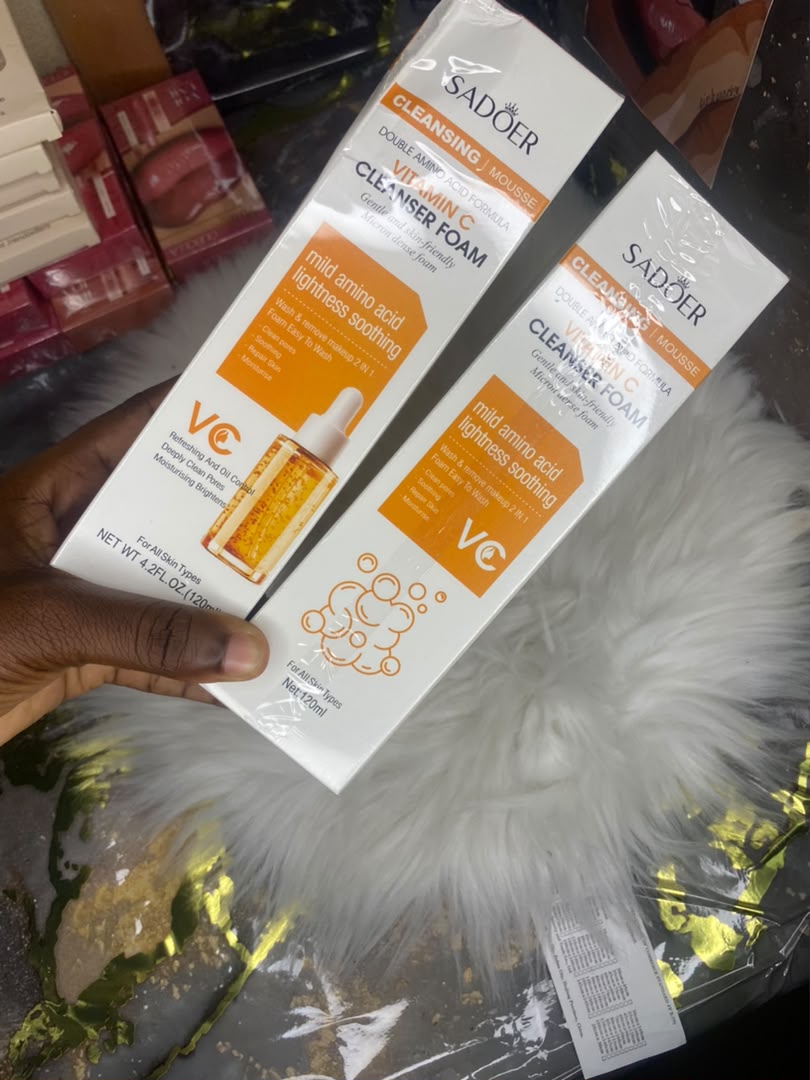 SADOER
CLEANSING | MOUSSE
DOUBLE AMINO ACID FORMULA
VITAMIN C
CLEANSER FOAM
Gentle and skin-friendly
Micron dense foam
mild amino acid
lightness soothing
Wash & remove makeup 2 IN 1
Foam Easy To Wash
· Clean pores
· Soothing
· Repair Skin
· Moisturise
VC
Refreshing And Oil Control
Deeply Clean Pores
Moisturising Brightens
For All Skin Types
NET WT 4.2FL.OZ.(120ml
SADOER
CLEANSING | MOUSSE
DOUBLE AMINO ACID FORMULA
VITAMIN C
CLEANSER FOAM
Gentle and skin-friendly
Micron dense foam
mild amino acid
lightness soothing
Wash & remove makeup 2 IN 1
Foam Easy To Wash
· Clean pores
· Soothing
· Repair Skin
· Moisturise
VC
For All Skin Types
Net:120ml